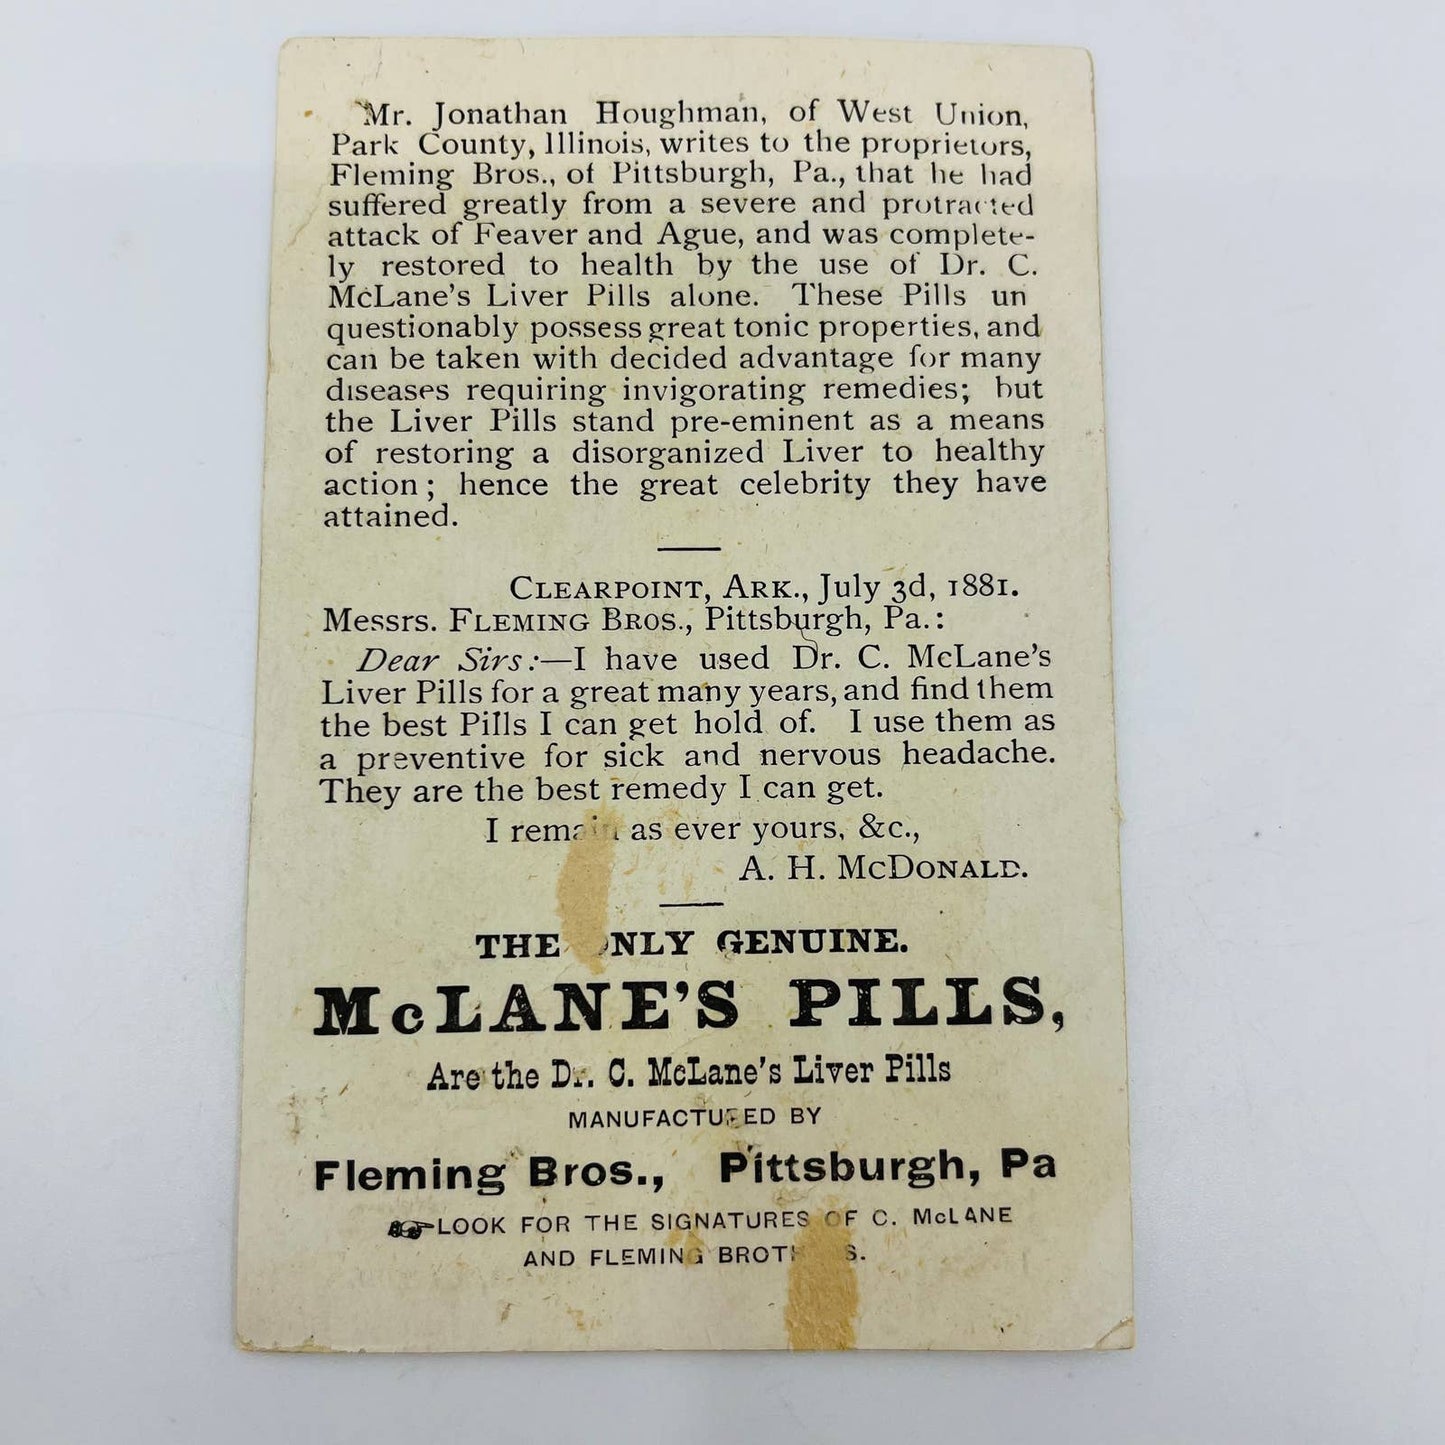 Mr. Jonathan Houghman, of West Union,
Park County, Illinois, writes to the proprietors,
Fleming Bros., of Pittsburgh, Pa., that he had
suffered greatly from a severe and protracted
attack of Feaver and Ague, and was complete-
ly restored to health by the use of Dr. C.
McLane's Liver Pills alone. These Pills un
questionably possess great tonic properties, and
can be taken with decided advantage for many
diseases requiring invigorating remedies; but
the Liver Pills stand pre-eminent as a means
of restoring a disorganized Liver to healthy
action; hence the great celebrity they have
attained.
CLEARPOINT, ARK., July 3d, 1881.
Messrs. FLEMING BROS., Pittsburgh, Pa.:
Dear Sirs:—I have used Dr. C. McLane's
Liver Pills for a great many years, and find them
the best Pills I can get hold of. I use them as
a preventive for sick and nervous headache.
They are the best remedy I can get.
I remain as ever yours, &c.,
A. H. McDONALD.
THE ONLY GENUINE.
McLANE'S PILLS,
Are the Dr. C. McLane's Liver Pills
MANUFACTURED BY
Fleming Bros., Pittsburgh, Pa
LOOK FOR THE SIGNATURES OF C. McLANE
AND FLEMING BROTHERS.